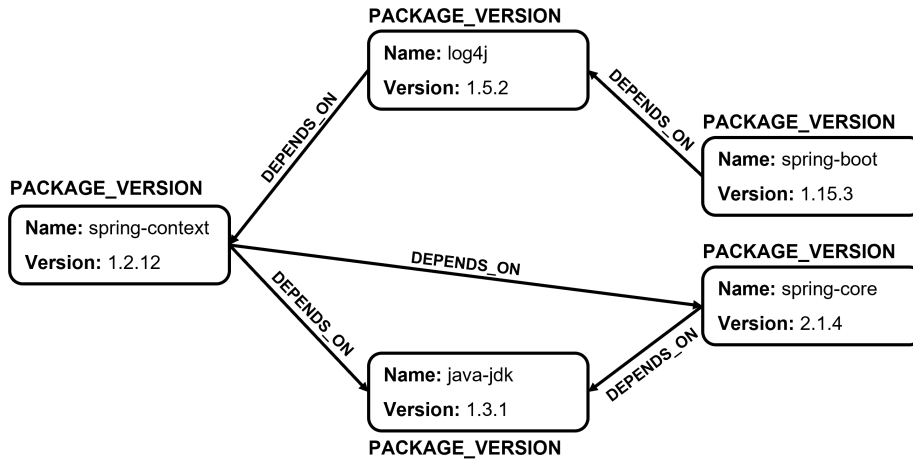 PACKAGE_VERSION
Name: log4j
Version: 1.5.2
DEPENDS_ON
DEPENDS_ON
PACKAGE_VERSION
Name: spring-boot
Version: 1.15.3
PACKAGE_VERSION
Name: spring-context
Version: 1.2.12
DEPENDS_ON
DEPENDS_ON
PACKAGE_VERSION
Name: spring-core
Version: 2.1.4
DEPENDS_ON
Name: java-jdk
Version: 1.3.1
PACKAGE_VERSION